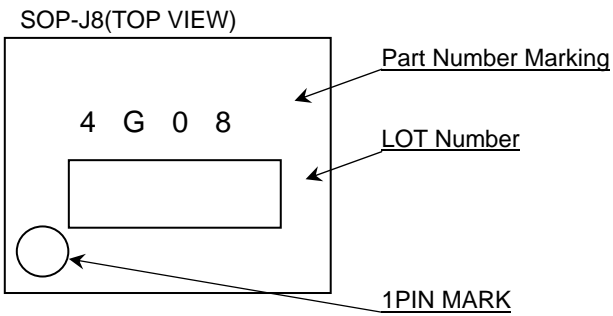 SOP-J8(TOP VIEW)
Part Number Marking
4 G 0 8
LOT Number
1PIN MARK